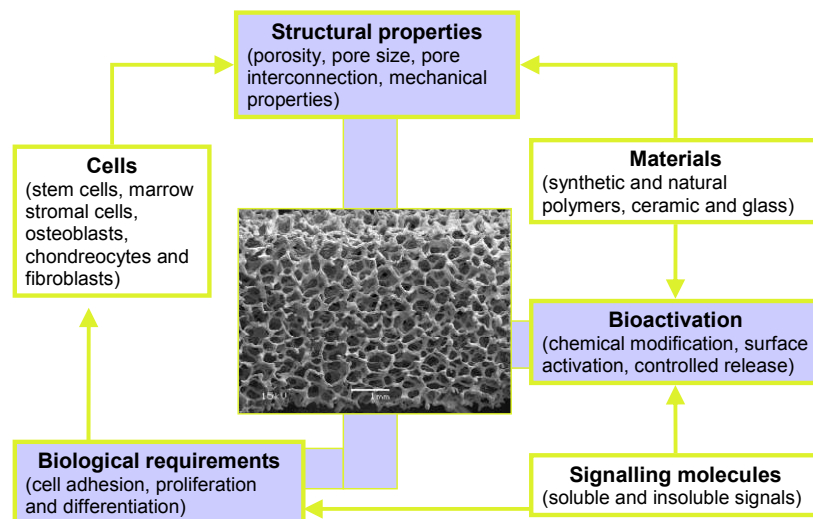 Structural properties
(porosity, pore size, pore
interconnection, mechanical
properties)
Cells
(stem cells, marrow
stromal cells,
osteoblasts,
chondreocytes and
fibroblasts)
Materials
(synthetic and natural
polymers, ceramic and glass)
Bioactivation
(chemical modification, surface
activation, controlled release)
15kU 1mm
Biological requirements
(cell adhesion, proliferation
and differentiation)
Signalling molecules
(soluble and insoluble signals)